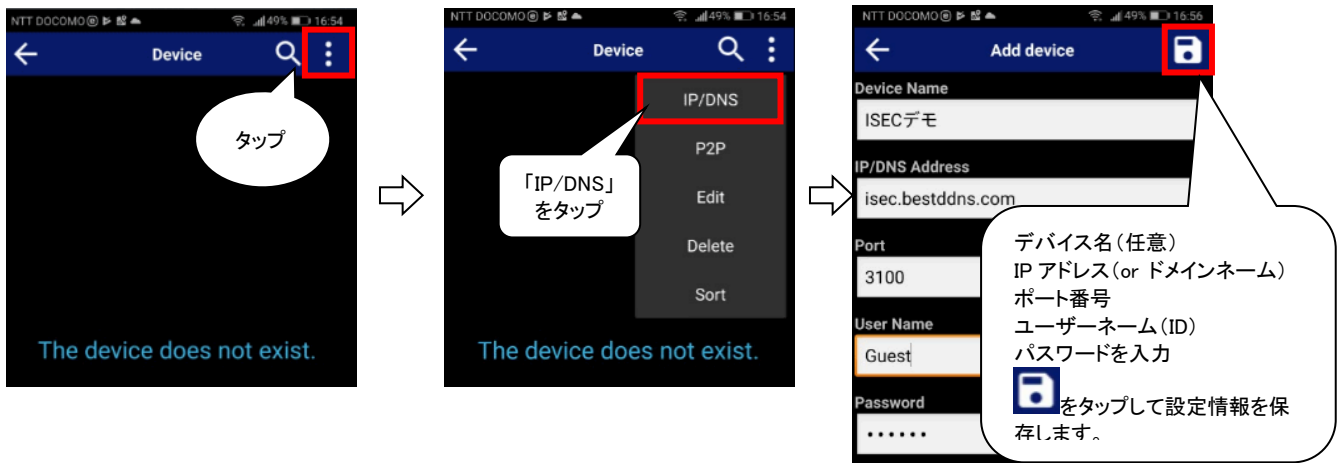 NTT DOCOMO 49% 16:54
Device
タップ
The device does not exist.
NTT DOCOMO 49% 16:54
Device
IP/DNS
P2P
Edit
Delete
Sort
「IP/DNS」
をタップ
The device does not exist.
NTT DOCOMO 49% 16:56
Add device
Device Name
ISECデモ
IP/DNS Address
isec.bestddns.com
Port
3100
User Name
Guest
Password
••••••
デバイス名(任意)
IP アドレス(or ドメインネーム)
ポート番号
ユーザーネーム(ID)
パスワードを入力
をタップして設定情報を保
存します。